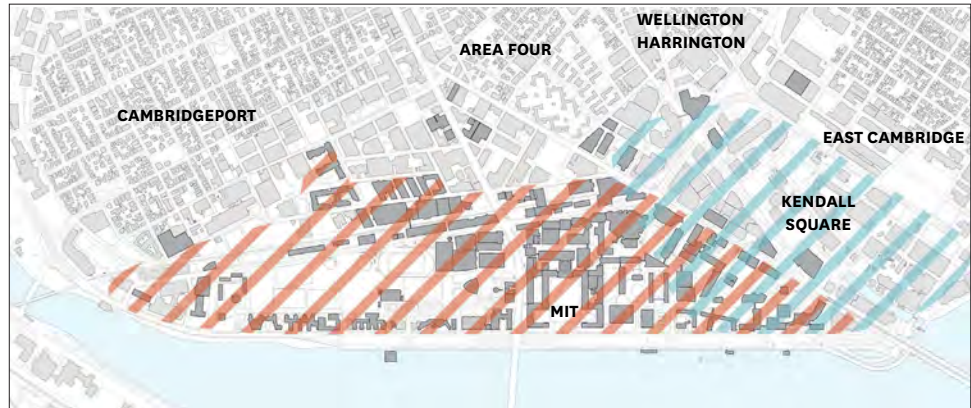 WELLINGTON
HARRINGTON
AREA FOUR
CAMBRIDGEPORT
EAST CAMBRIDGE
KENDALL
SQUARE
MIT